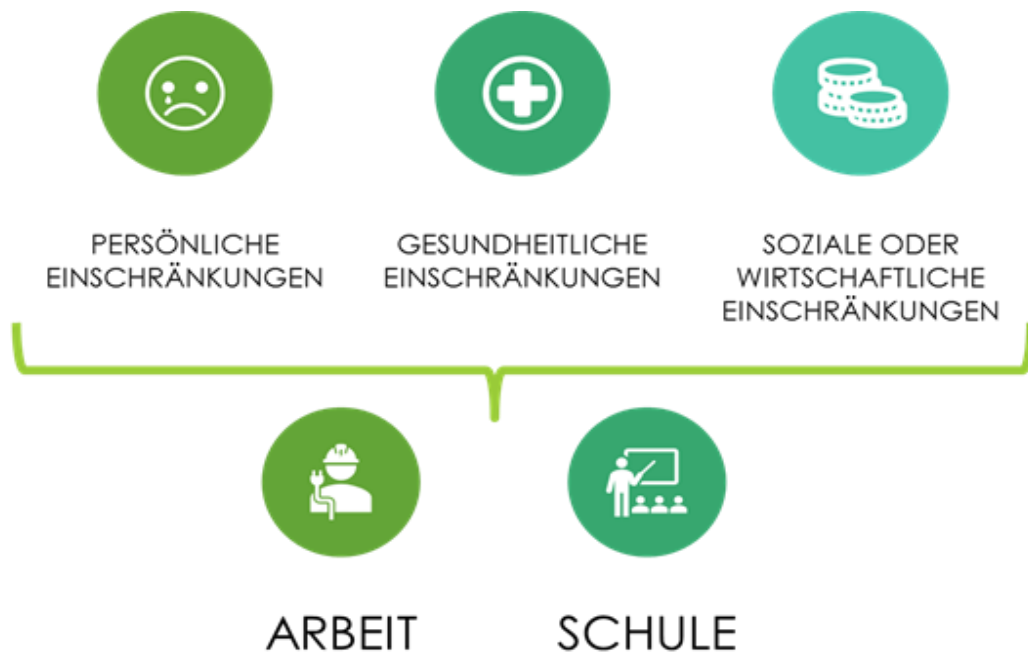 PERSÖNLICHE
EINSCHRÄNKUNGEN
GESUNDHEITLICHE
EINSCHRÄNKUNGEN
SOZIALE ODER
WIRTSCHAFTLICHE
EINSCHRÄNKUNGEN
ARBEIT
SCHULE